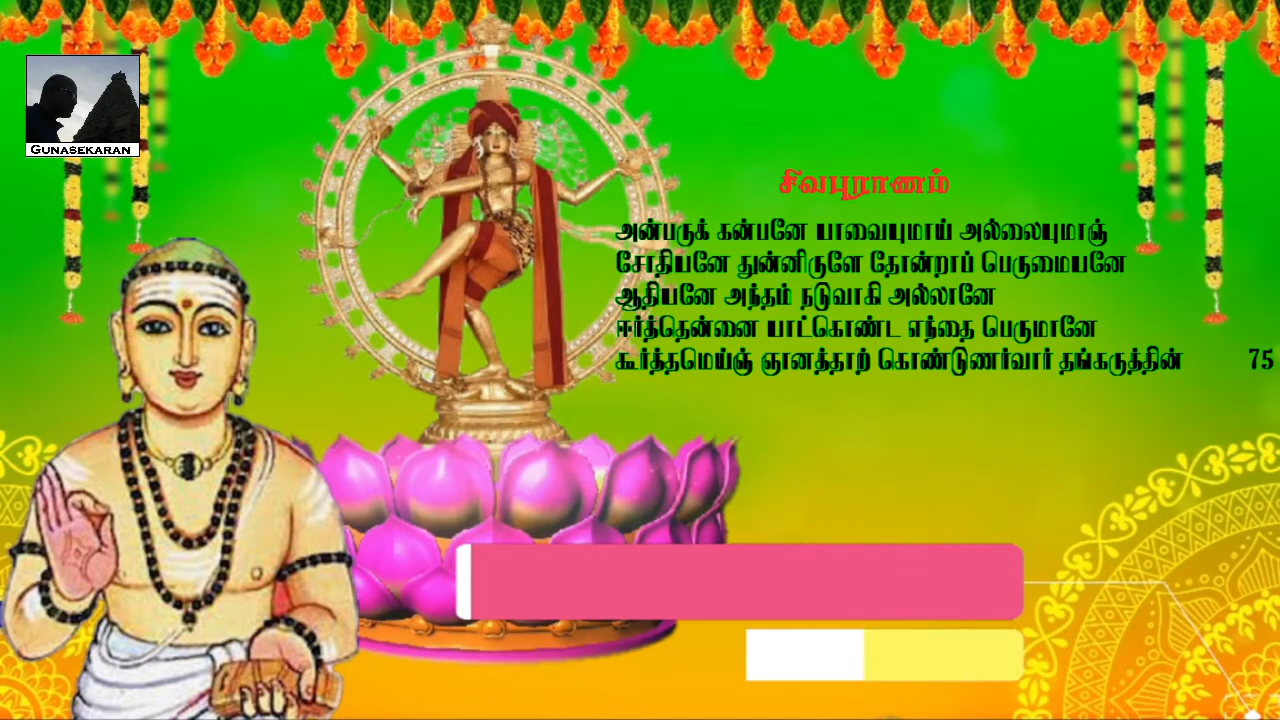 GUNASEKARAN
சிவபுராணம்
அன்பருக் கன்பனே யாவையுமாய் அல்லையுமாஞ்
சோதியனே துன்னிருளே தோன்றாப் பெருமையனே
ஆதியனே அந்தம் நடுவாகி அல்லானே
ஈர்த்தென்னை யாட்கொண்ட எந்தை பெருமானே
கூர்த்தமெய்ஞ் ஞானத்தாற் கொண்டுணர்வார் தங்கருத்தின் 75